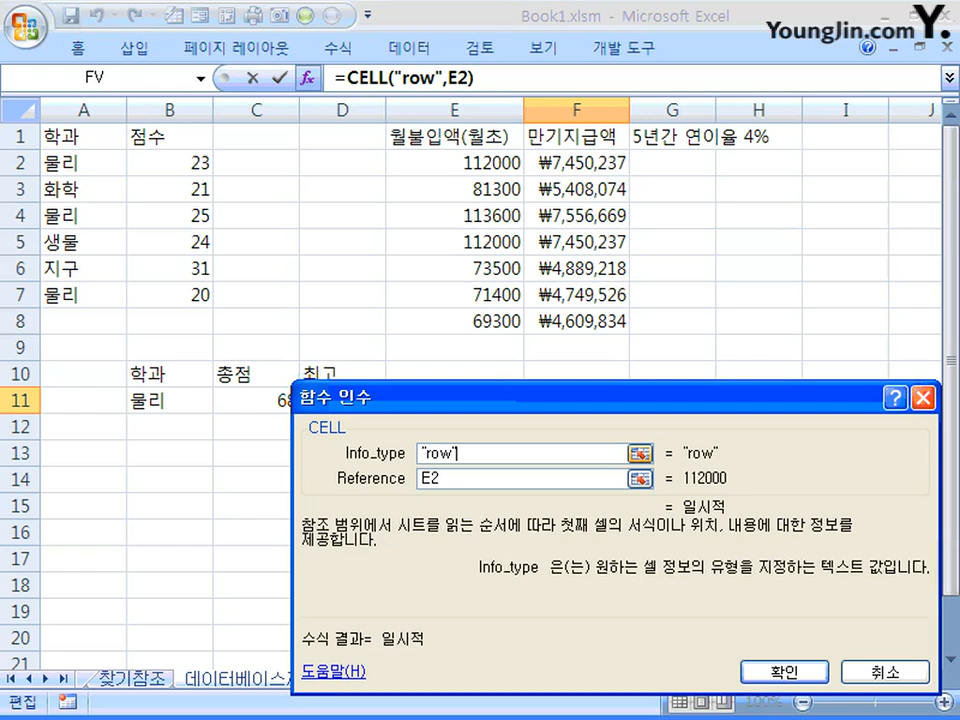 Book1.xlsm - Microsoft Excel
YoungJin.com Y.
홈 삽입 페이지 레이아웃 수식 데이터 검토 보기 개발 도구
FV =CELL("row",E2)
A B C D E F G H I J
1 학과 점수 월불입액(월초) 만기지급액 5년간 연이율 4%
2 물리 23 112000 ₩7,450,237
3 화학 21 81300 ₩5,408,074
4 물리 25 113600 ₩7,556,669
5 생물 24 112000 ₩7,450,237
6 지구 31 73500 ₩4,889,218
7 물리 20 71400 ₩4,749,526
8 69300 ₩4,609,834
9
10 학과 총점 최고
11 물리 68
12
13
14
15
16
17
18
19
20
21
함수 인수
CELL
Info_type "row" = "row"
Reference E2 = 112000
= 일시적
참조 범위에서 시트를 읽는 순서에 따라 첫째 셀의 서식이나 위치, 내용에 대한 정보를
제공합니다.
Info_type 은(는) 원하는 셀 정보의 유형을 지정하는 텍스트 값입니다.
수식 결과= 일시적
도움말(H)
확인 취소
찾기참조 데이터베이스
편집 100%